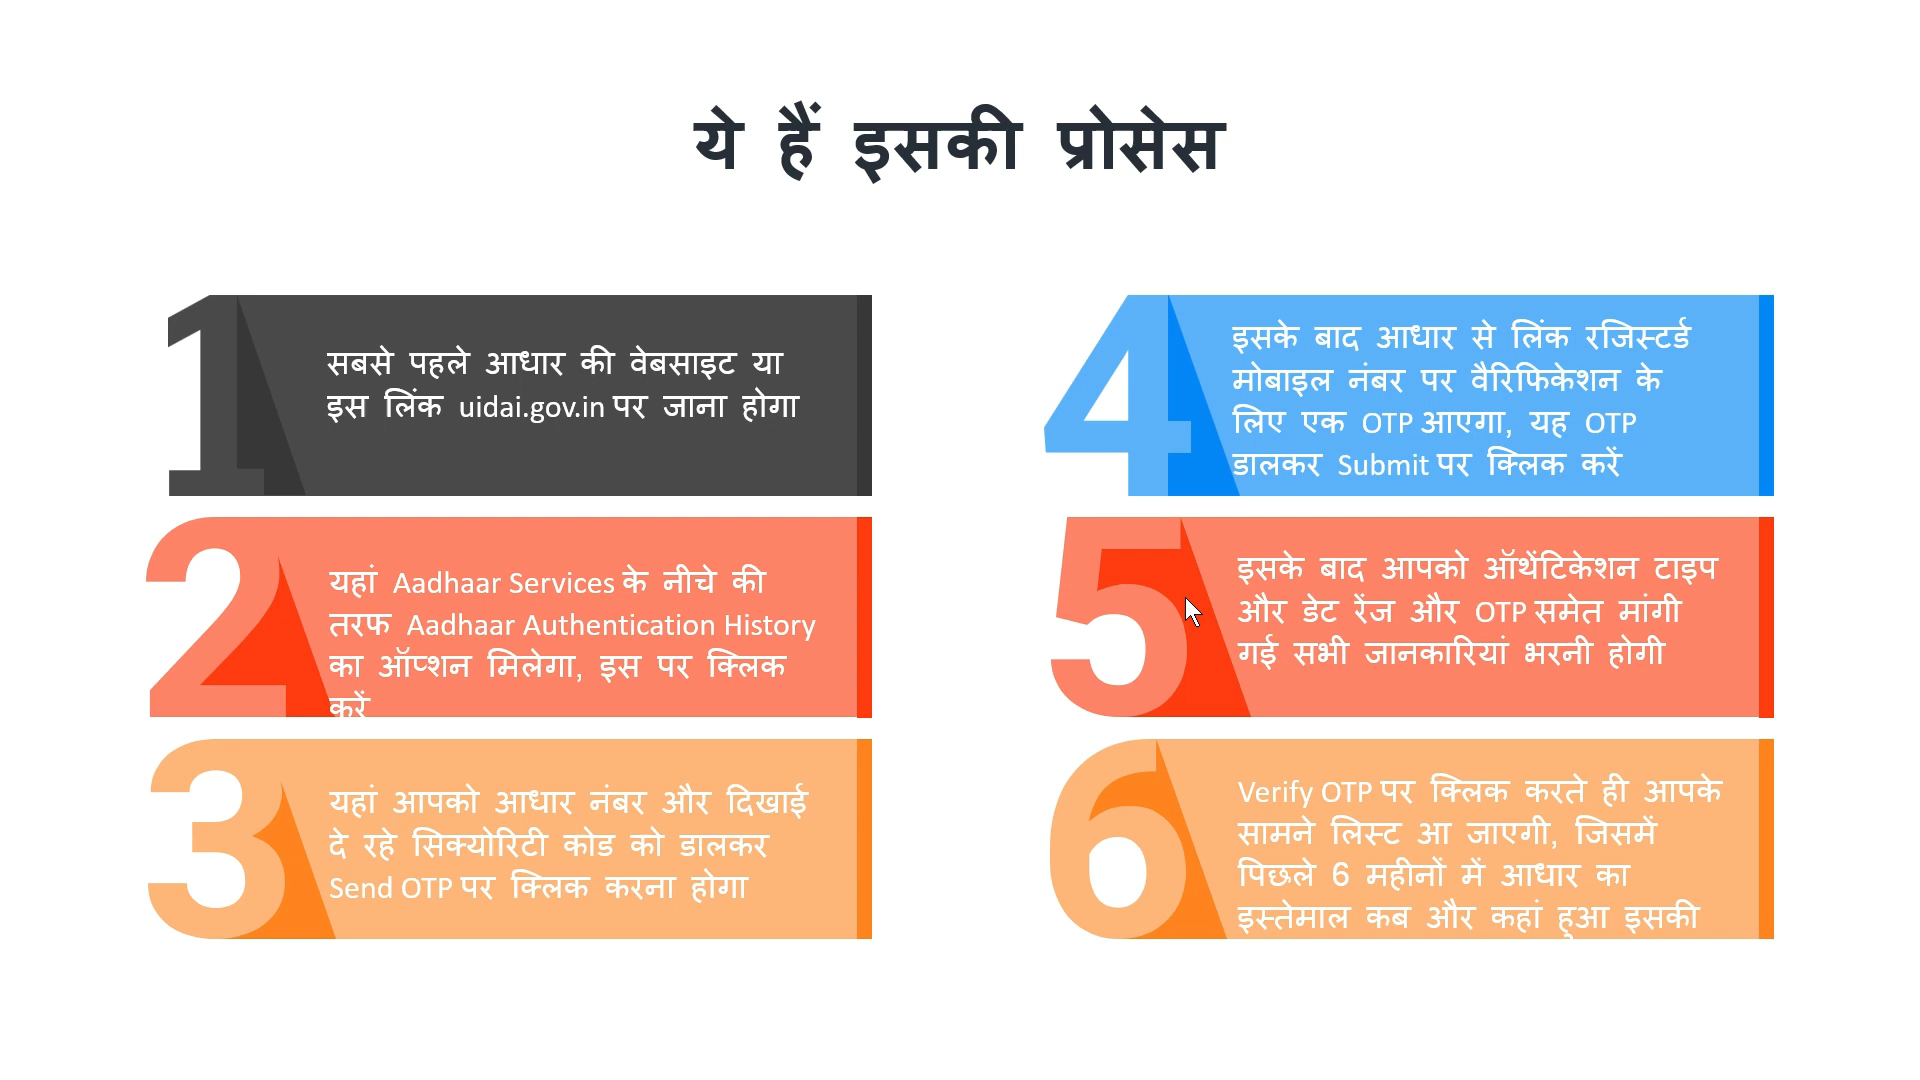 ये हैं इसकी प्रोसेस
1
सबसे पहले आधार की वेबसाइट या
इस लिंक uidai.gov.in पर जाना होगा
2
यहां Aadhaar Services के नीचे की
तरफ Aadhaar Authentication History
का ऑप्शन मिलेगा, इस पर क्लिक
करें
3
यहां आपको आधार नंबर और दिखाई
दे रहे सिक्योरिटी कोड को डालकर
Send OTP पर क्लिक करना होगा
4
इसके बाद आधार से लिंक रजिस्टर्ड
मोबाइल नंबर पर वैरिफिकेशन के
लिए एक OTP आएगा, यह OTP
डालकर Submit पर क्लिक करें
5
इसके बाद आपको ऑथेंटिकेशन टाइप
और डेट रेंज और OTP समेत मांगी
गई सभी जानकारियां भरनी होगी
6
Verify OTP पर क्लिक करते ही आपके
सामने लिस्ट आ जाएगी, जिसमें
पिछले 6 महीनों में आधार का
इस्तेमाल कब और कहां हुआ इसकी